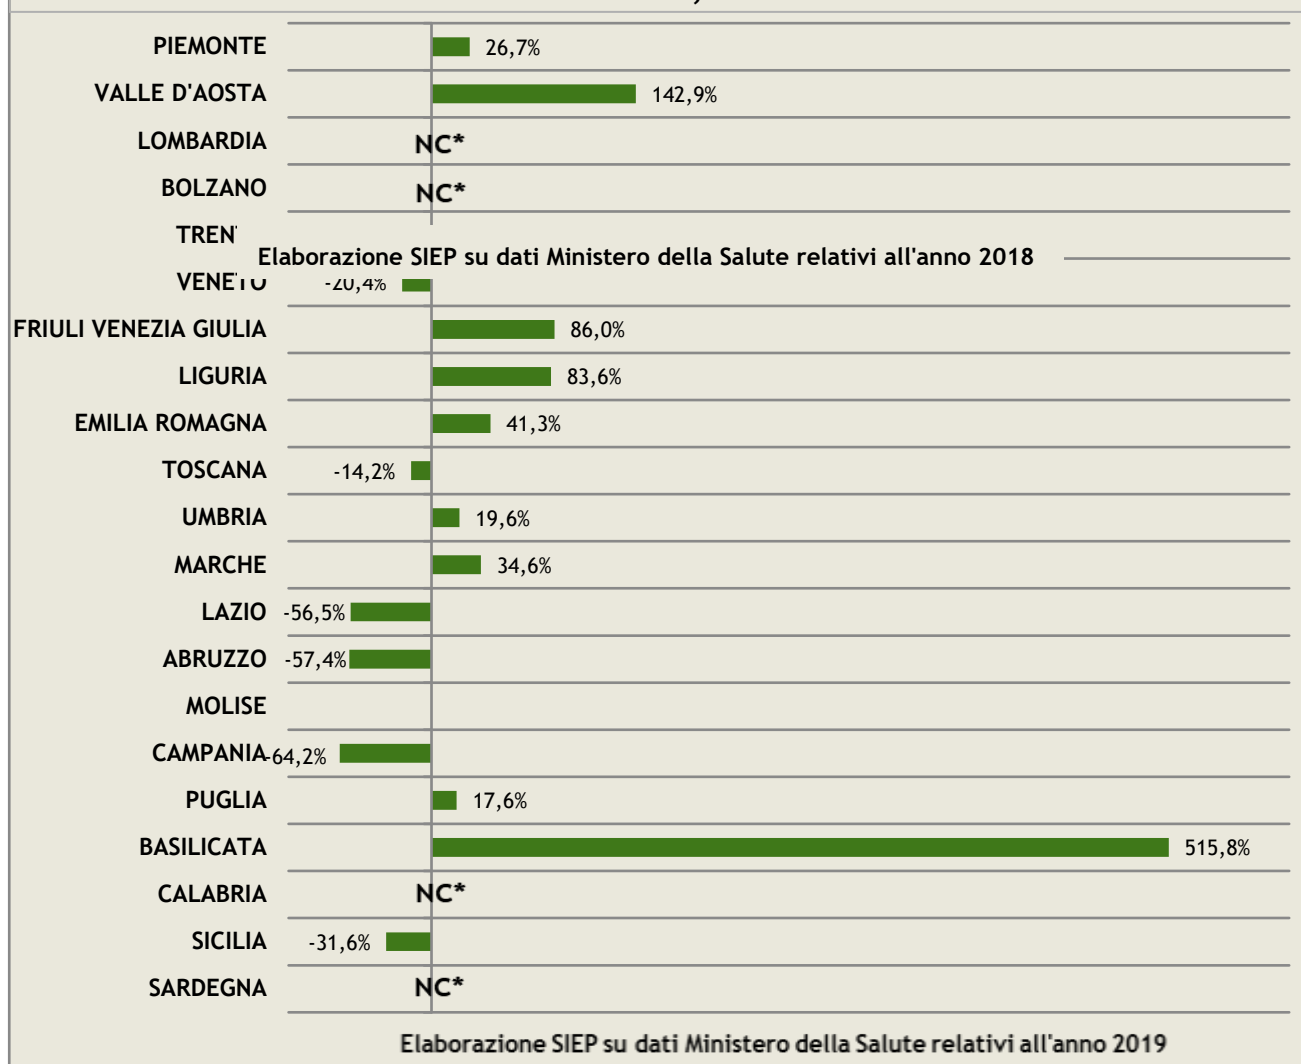 PIEMONTE 26,7%
VALLE D'AOSTA 142,9%
LOMBARDIA NC*
BOLZANO NC*
TREN
Elaborazione SIEP su dati Ministero della Salute relativi all'anno 2018
VENETO -20,4%
FRIULI VENEZIA GIULIA 86,0%
LIGURIA 83,6%
EMILIA ROMAGNA 41,3%
TOSCANA -14,2%
UMBRIA 19,6%
MARCHE 34,6%
LAZIO -56,5%
ABRUZZO -57,4%
MOLISE
CAMPANIA -64,2%
PUGLIA 17,6%
BASILICATA 515,8%
CALABRIA NC*
SICILIA -31,6%
SARDEGNA NC*
Elaborazione SIEP su dati Ministero della Salute relativi all'anno 2019